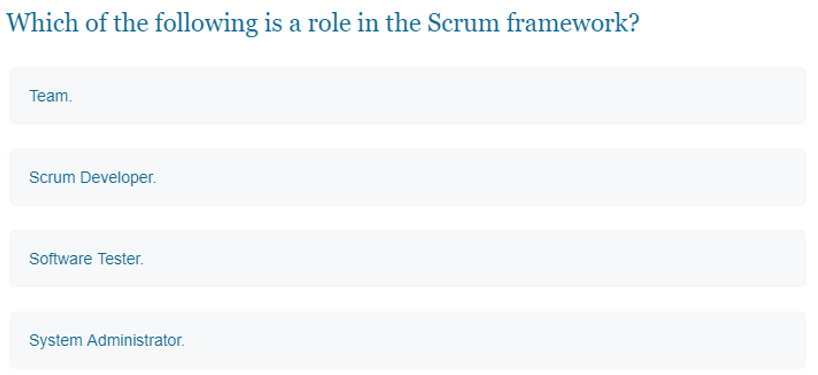 Which of the following is a role in the Scrum framework?
Team.
Scrum Developer.
Software Tester.
System Administrator.